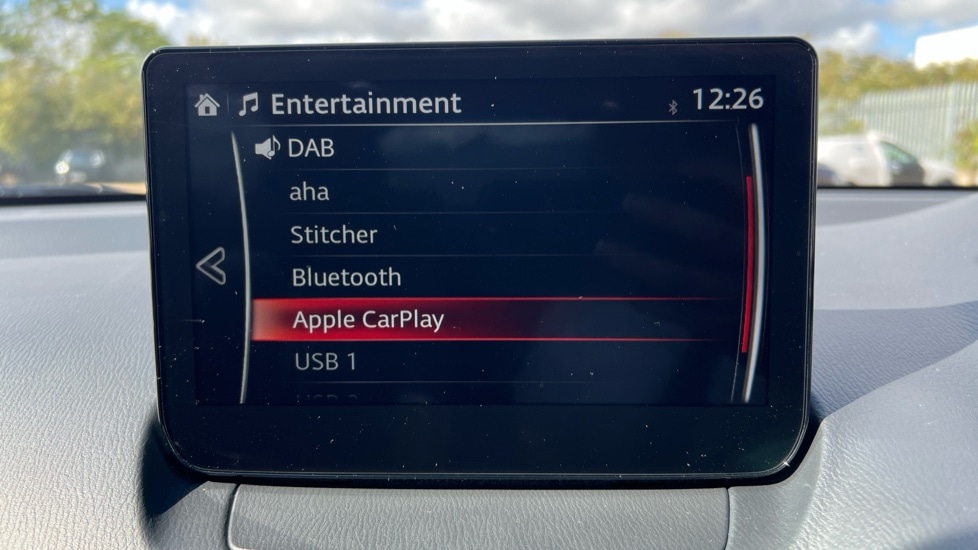 Entertainment 12:26
DAB
aha
Stitcher
Bluetooth
Apple CarPlay
USB 1